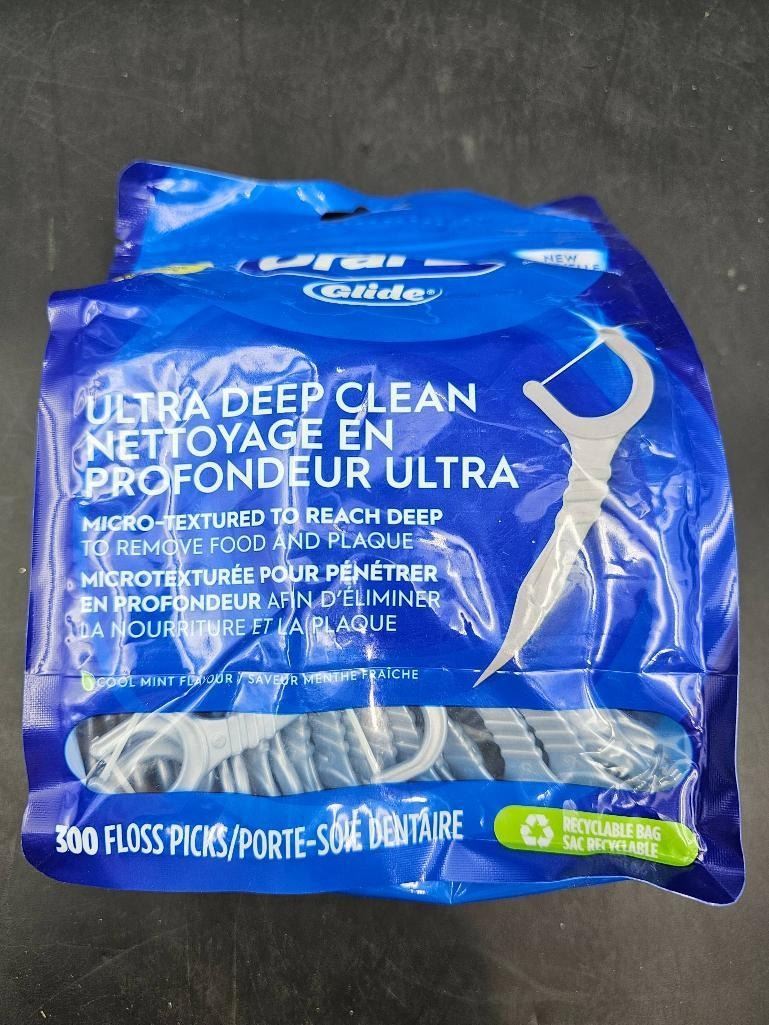 Oral-B
NEW
Glide®
ULTRA DEEP CLEAN
NETTOYAGE EN
PROFONDEUR ULTRA
MICRO-TEXTURED TO REACH DEEP
TO REMOVE FOOD AND PLAQUE
MICROTEXTURÉE POUR PÉNÉTRER
EN PROFONDEUR AFIN D'ÉLIMINER
LA NOURRITURE ET LA PLAQUE
COOL MINT FLAVOUR / SAVEUR MENTHE FRAÎCHE
300 FLOSS PICKS/PORTE-SOIE DENTAIRE
RECYCLABLE BAG
SAC RECYCLABLE